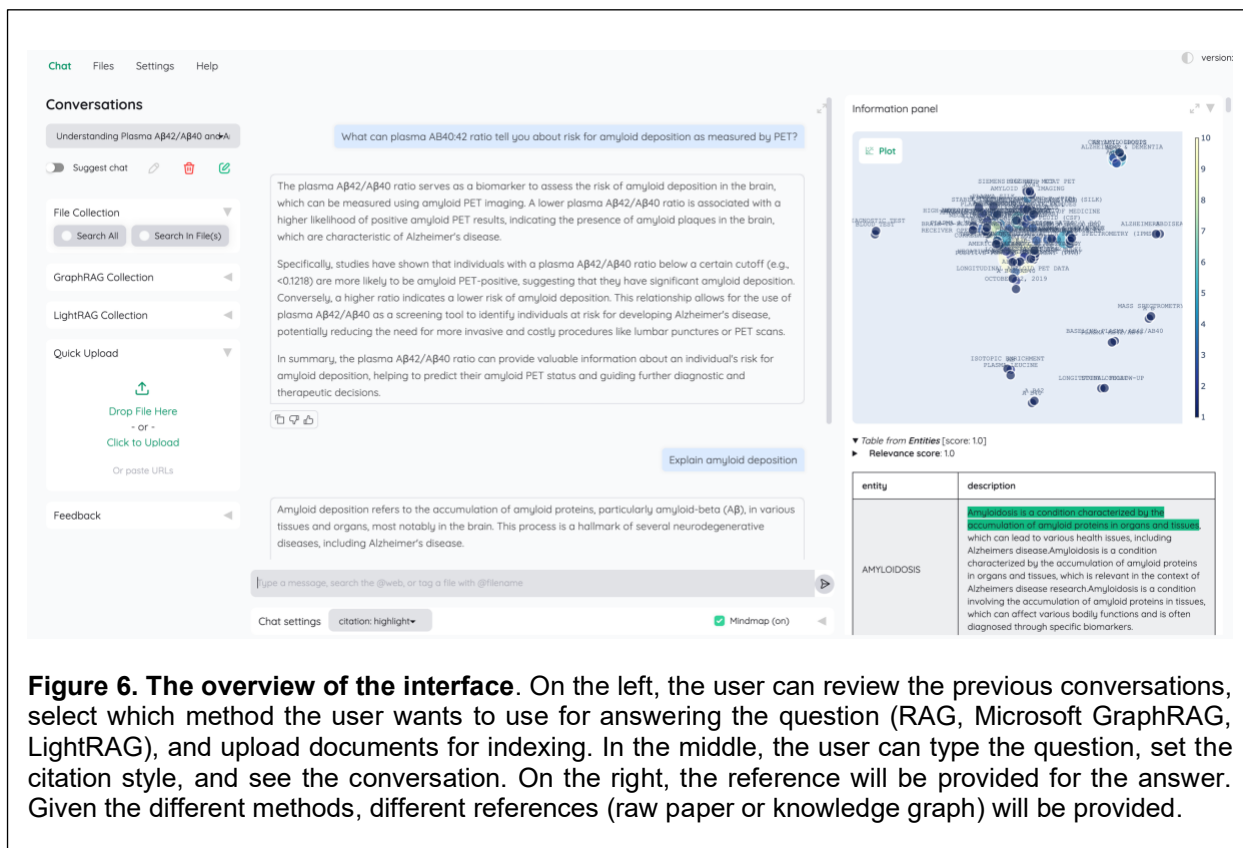 Chat Files Settings Help
version:
Conversations
Understanding Plasma Aβ42/Aβ40 and
Suggest chat
File Collection
Search All Search In File(s)
GraphRAG Collection
LightRAG Collection
Quick Upload
Drop File Here
- or -
Click to Upload
Or paste URLs
Feedback
What can plasma AB40:42 ratio tell you about risk for amyloid deposition as measured by PET?
The plasma Aβ42/Aβ40 ratio serves as a biomarker to assess the risk of amyloid deposition in the brain,
which can be measured using amyloid PET imaging. A lower plasma Aβ42/Aβ40 ratio is associated with a
higher likelihood of positive amyloid PET results, indicating the presence of amyloid plaques in the brain,
which are characteristic of Alzheimer's disease.
Specifically, studies have shown that individuals with a plasma Aβ42/Aβ40 ratio below a certain cutoff (e.g.,
<0.1218) are more likely to be amyloid PET-positive, suggesting that they have significant amyloid deposition.
Conversely, a higher ratio indicates a lower risk of amyloid deposition. This relationship allows for the use of
plasma Aβ42/Aβ40 as a screening tool to identify individuals at risk for developing Alzheimer's disease,
potentially reducing the need for more invasive and costly procedures like lumbar punctures or PET scans.
In summary, the plasma Aβ42/Aβ40 ratio can provide valuable information about an individual's risk for
amyloid deposition, helping to predict their amyloid PET status and guiding further diagnostic and
therapeutic decisions.
Explain amyloid deposition
Amyloid deposition refers to the accumulation of amyloid proteins, particularly amyloid-beta (Aβ), in various
tissues and organs, most notably in the brain. This process is a hallmark of several neurodegenerative
diseases, including Alzheimer's disease.
Type a message, search the @web, or tag a file with @filename
Chat settings citation: highlight
Mindmap (on)
Information panel
Plot
10
9
8
7
6
5
4
3
2
1
LONGITUDINAL AMYLOID PET DATA
OCTOBER 12, 2019
MASS SPECTROMETRY
ISOTOPIC ENRICHMENT
PLASMA LEUCINE
Table from Entities [score: 1.0]
Relevance score: 1.0
entity description
AMYLOIDOSIS
Amyloidosis is a condition characterized by the
accumulation of amyloid proteins in organs and tissues,
which can lead to various health issues, including
Alzheimers disease.Amyloidosis is a condition
characterized by the accumulation of amyloid proteins
in organs and tissues, which is relevant in the context of
Alzheimers disease research.Amyloidosis is a condition
involving the accumulation of amyloid proteins in tissues,
which can affect various bodily functions and is often
diagnosed through specific biomarkers.
Figure 6. The overview of the interface. On the left, the user can review the previous conversations,
select which method the user wants to use for answering the question (RAG, Microsoft GraphRAG,
LightRAG), and upload documents for indexing. In the middle, the user can type the question, set the
citation style, and see the conversation. On the right, the reference will be provided for the answer.
Given the different methods, different references (raw paper or knowledge graph) will be provided.